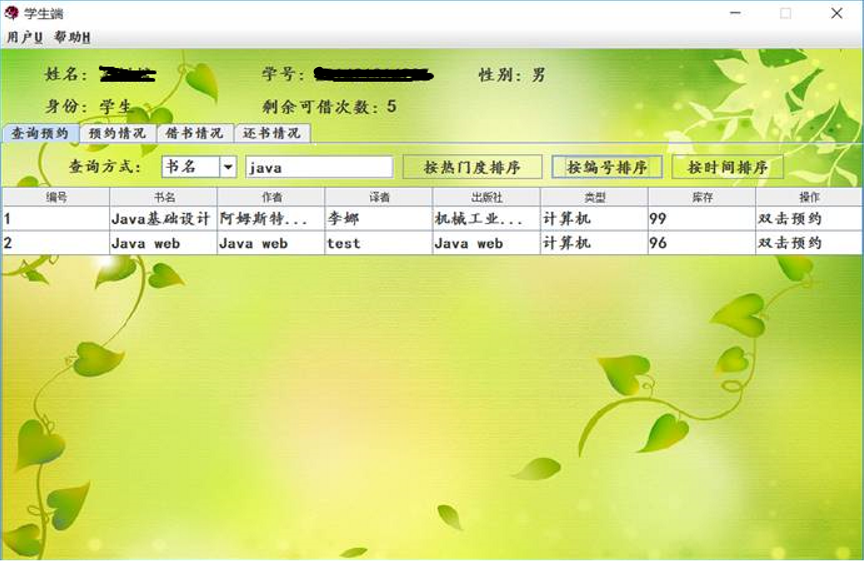 学生端
用户U 帮助H
姓名: 学号: 性别: 男
身份: 学生 剩余可借次数: 5
查询预约 预约情况 借书情况 还书情况
查询方式: 书名 java 按热门度排序 按编号排序 按时间排序
编号 书名 作者 译者 出版社 类型 库存 操作
1 Java基础设计 阿姆斯特... 李娜 机械工业... 计算机 99 双击预约
2 Java web Java web test Java web 计算机 96 双击预约